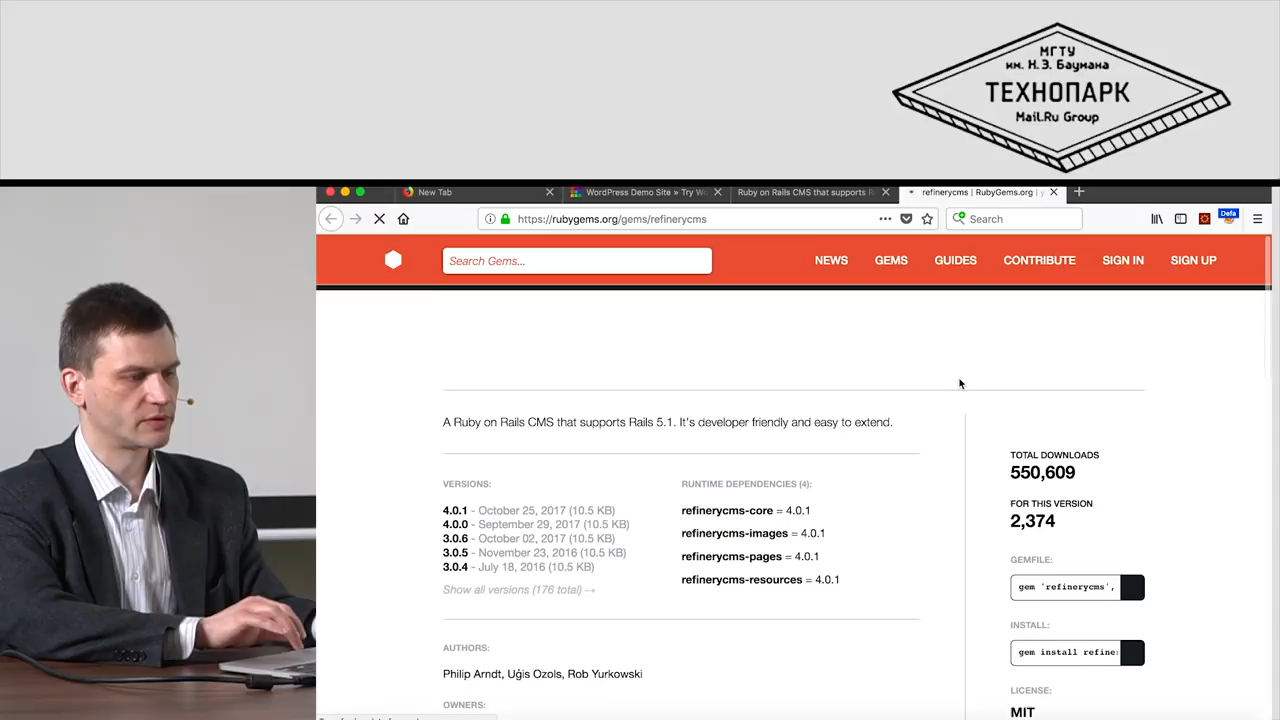 МГТУ
им. Н.Э. Баумана
ТЕХНОПАРК
Mail.Ru Group
New Tab
WordPress Demo Site » Try Wo
Ruby on Rails CMS that supports R
refinerycms | RubyGems.org | y
https://rubygems.org/gems/refinerycms
Search
Defa
Search Gems...
NEWS
GEMS
GUIDES
CONTRIBUTE
SIGN IN
SIGN UP
A Ruby on Rails CMS that supports Rails 5.1. It's developer friendly and easy to extend.
VERSIONS:
4.0.1 - October 25, 2017 (10.5 KB)
4.0.0 - September 29, 2017 (10.5 KB)
3.0.6 - October 02, 2017 (10.5 KB)
3.0.5 - November 23, 2016 (10.5 KB)
3.0.4 - July 18, 2016 (10.5 KB)
Show all versions (176 total) →
RUNTIME DEPENDENCIES (4):
refinerycms-core = 4.0.1
refinerycms-images = 4.0.1
refinerycms-pages = 4.0.1
refinerycms-resources = 4.0.1
AUTHORS:
Philip Arndt, Uģis Ozols, Rob Yurkowski
OWNERS:
TOTAL DOWNLOADS
550,609
FOR THIS VERSION
2,374
GEMFILE:
gem 'refinerycms',
INSTALL:
gem install refine
LICENSE:
MIT